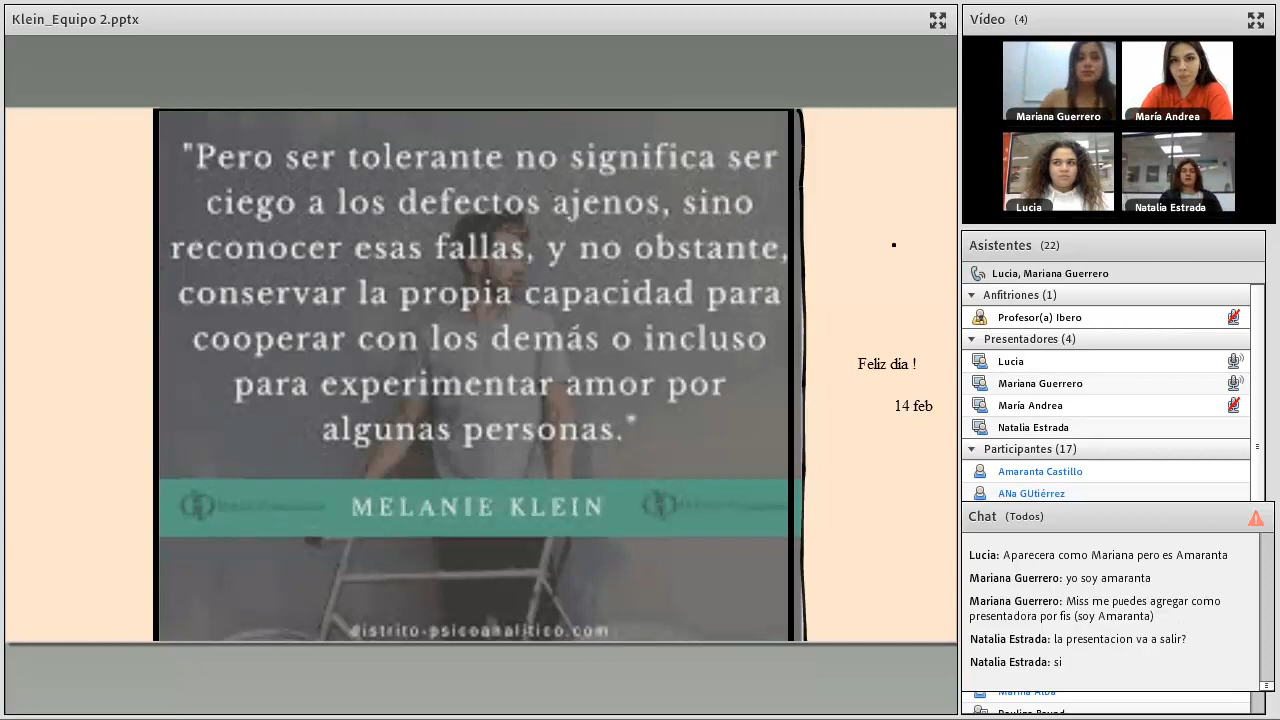 Klein_Equipo 2.pptx
"Pero ser tolerante no significa ser
ciego a los defectos ajenos, sino
reconocer esas fallas, y no obstante,
conservar la propia capacidad para
cooperar con los demás o incluso
para experimentar amor por
algunas personas."
MELANIE KLEIN
distrito-psicoanalitico.com
Feliz día !
14 feb
Vídeo (4)
Mariana Guerrero
María Andrea
Lucia
Natalia Estrada
Asistentes (22)
Lucia, Mariana Guerrero
Anfitriones (1)
Profesor(a) Ibero
Presentadores (4)
Lucia
Mariana Guerrero
María Andrea
Natalia Estrada
Participantes (17)
Amaranta Castillo
ANa GUtiérrez
Chat (Todos)
Lucia: Aparecera como Mariana pero es Amaranta
Mariana Guerrero: yo soy amaranta
Mariana Guerrero: Miss me puedes agregar como
presentadora por fis (soy Amaranta)
Natalia Estrada: la presentacion va a salir?
Natalia Estrada: si